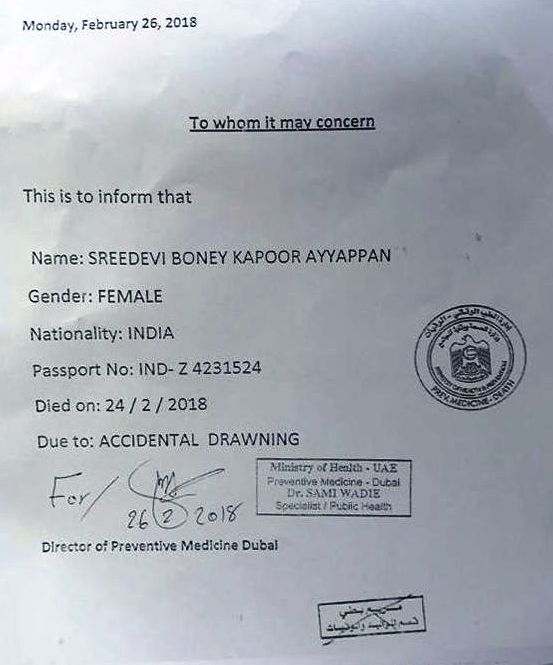 Monday, February 26, 2018
To whom it may concern
This is to inform that
Name: SREEDEVI BONEY KAPOOR AYYAPPAN
Gender: FEMALE
Nationality: INDIA
Passport No: IND- Z 4231524
Died on: 24 / 2 / 2018
Due to: ACCIDENTAL DRAWNING
PREV. MEDICINE - DEATH
Ministry of Health - UAE
Preventive Medicine - Dubai
Dr. SAMI WADIE
Specialist / Public Health
For/
26 2 2018
Director of Preventive Medicine Dubai